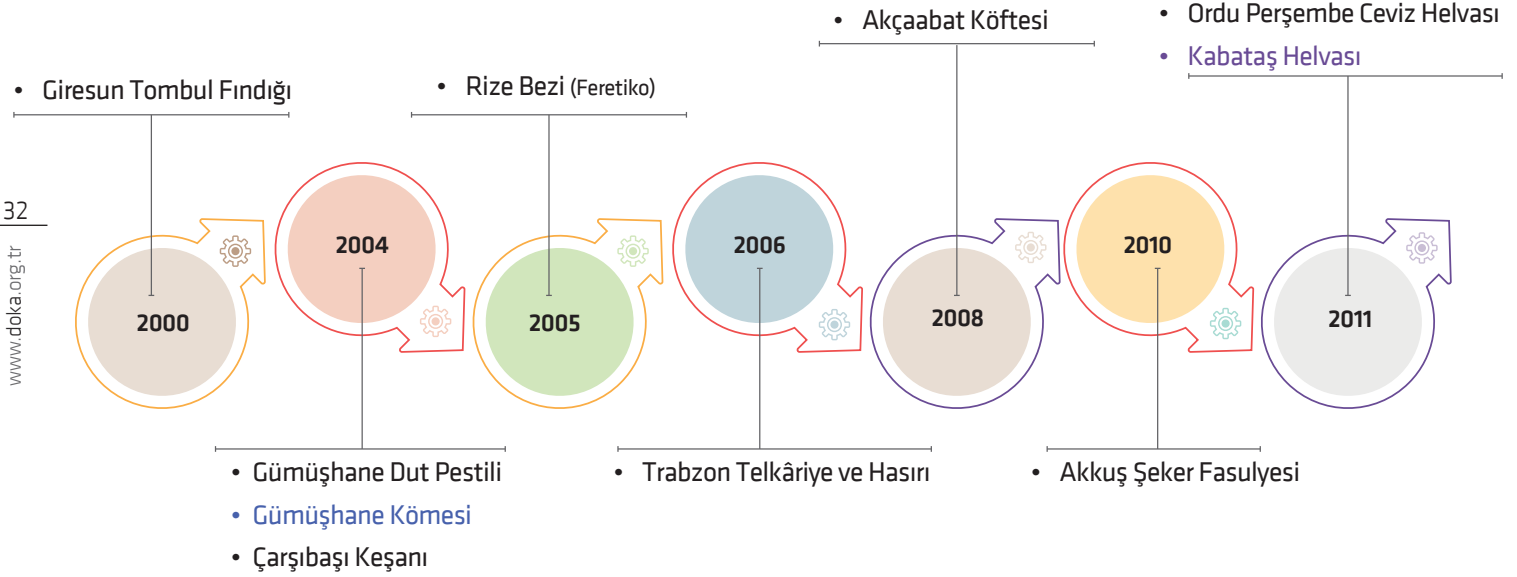 • Akçaabat Köftesi
• Ordu Perşembe Ceviz Helvası
• Kabataş Helvası
• Giresun Tombul Fındığı
• Rize Bezi (Feretiko)
32
www.doka.org.tr
2000
2004
2005
2006
2008
2010
2011
• Gümüşhane Dut Pestili
• Gümüşhane Kömesi
• Çarşıbaşı Keşanı
• Trabzon Telkâriye ve Hasırı
• Akkuş Şeker Fasulyesi